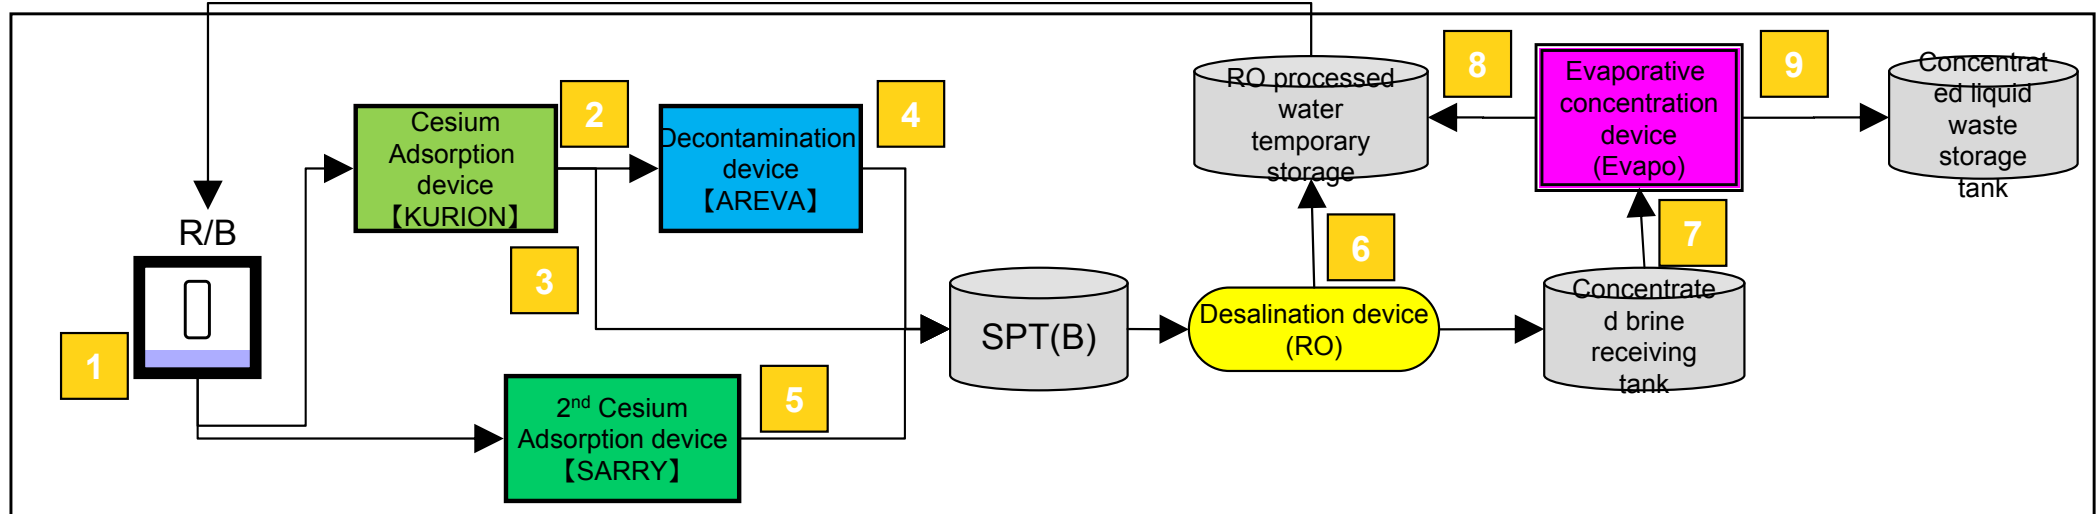 R/B
1
Cesium
Adsorption
device
【KURION】
2
3
Decontamination
device
【AREVA】
4
2nd Cesium
Adsorption device
【SARRY】
5
SPT(B)
Desalination device
(RO)
6
RO processed
water
temporary
storage
Concentrate
d brine
receiving
tank
7
8
Evaporative
concentration
device
(Evapo)
9
Concentrat
ed liquid
waste
storage
tank